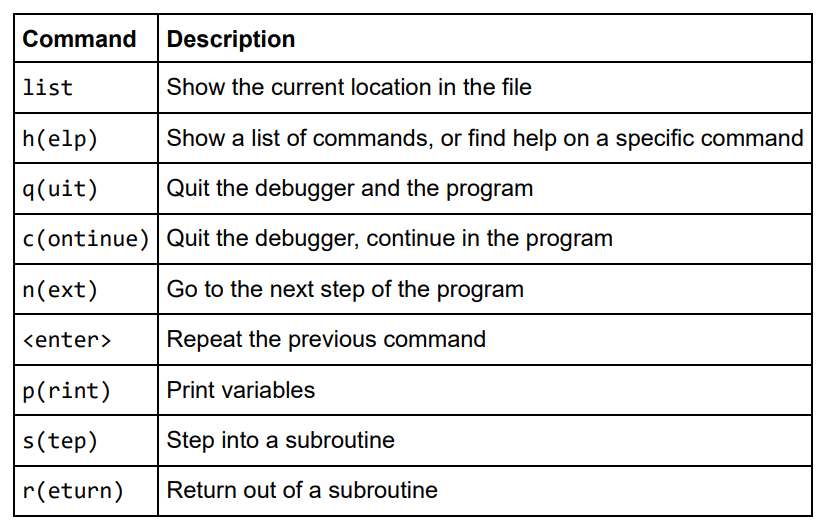 Command Description
list Show the current location in the file
h(elp) Show a list of commands, or find help on a specific command
q(uit) Quit the debugger and the program
c(ontinue) Quit the debugger, continue in the program
n(ext) Go to the next step of the program
<enter> Repeat the previous command
p(rint) Print variables
s(tep) Step into a subroutine
r(eturn) Return out of a subroutine